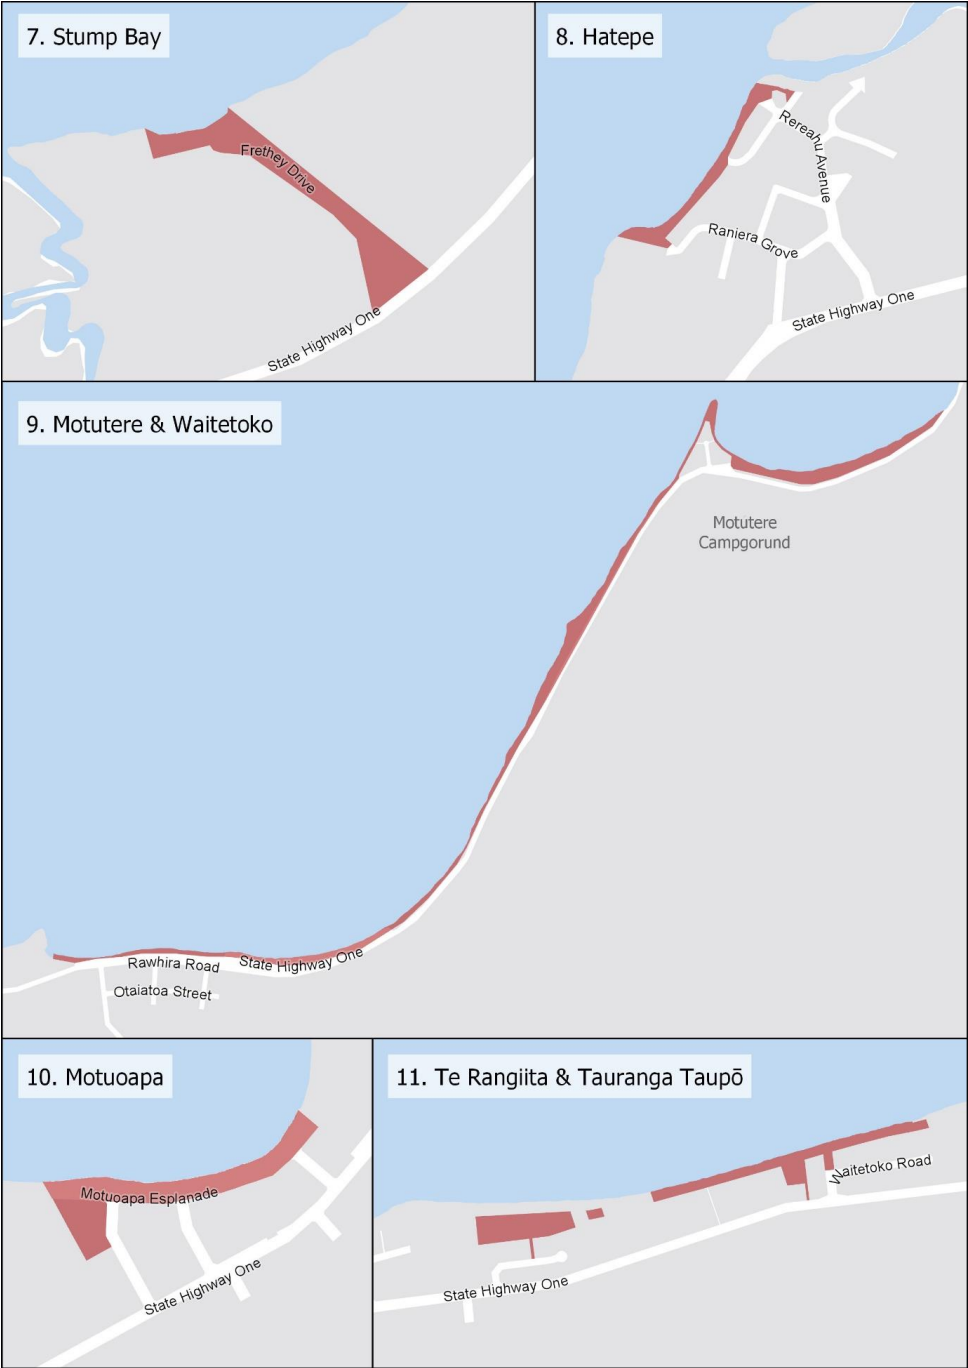 7. Stump Bay
Frethey Drive
State Highway One
8. Hatepe
Rereahu Avenue
Raniera Grove
State Highway One
9. Motutere & Waitetoko
Motutere
Campgorund
Rawhira Road
State Highway One
Otaiatoa Street
10. Motuoapa
Motuoapa Esplanade
State Highway One
11. Te Rangiita & Tauranga Taupō
Waitetoko Road
State Highway One